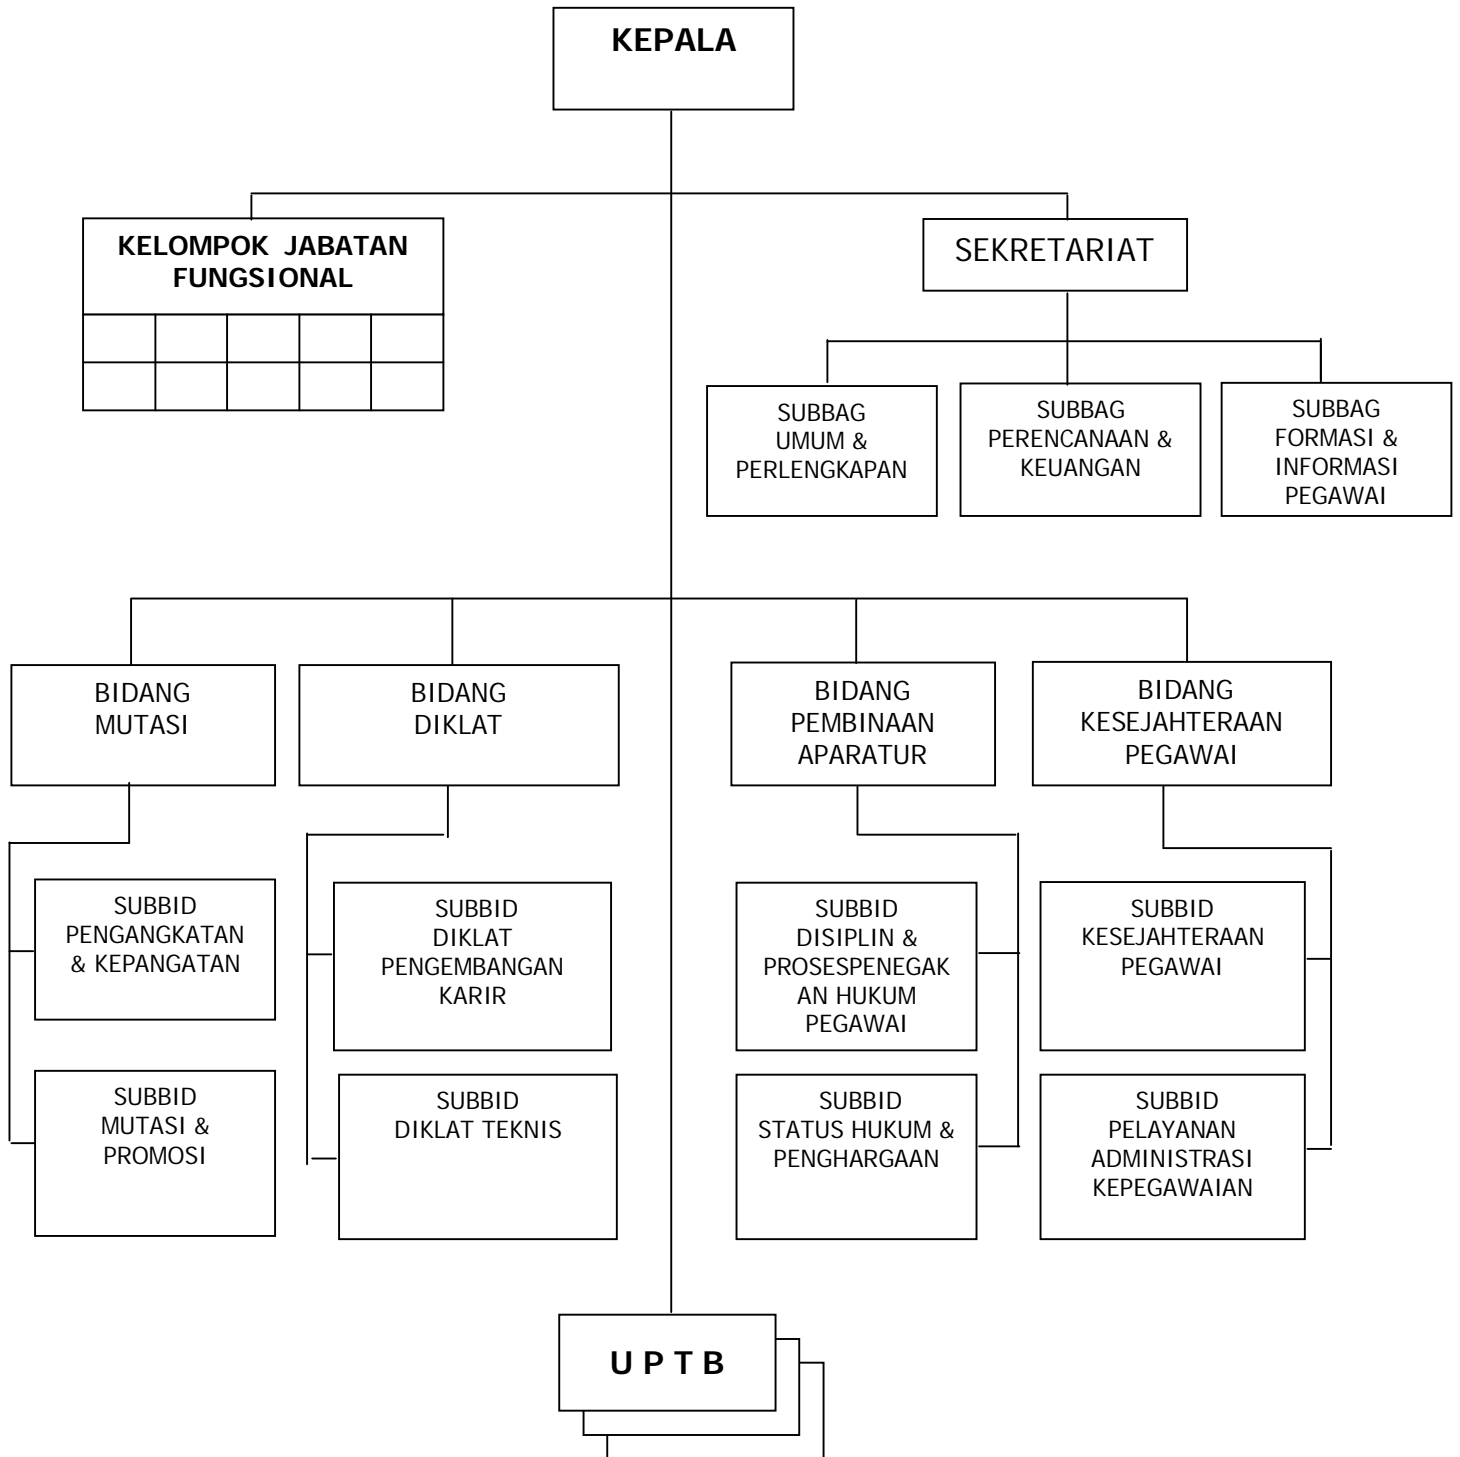 KEPALA
KELOMPOK JABATAN
FUNGSIONAL
SEKRETARIAT
SUBBAG
UMUM &
PERLENGKAPAN
SUBBAG
PERENCANAAN &
KEUANGAN
SUBBAG
FORMASI &
INFORMASI
PEGAWAI
BIDANG
MUTASI
BIDANG
DIKLAT
BIDANG
PEMBINAAN
APARATUR
BIDANG
KESEJAHTERAAN
PEGAWAI
SUBBID
PENGANGKATAN
& KEPANGATAN
SUBBID
DIKLAT
PENGEMBANGAN
KARIR
SUBBID
DISIPLIN &
PROSESPENEGAK
AN HUKUM
PEGAWAI
SUBBID
KESEJAHTERAAN
PEGAWAI
SUBBID
MUTASI &
PROMOSI
SUBBID
DIKLAT TEKNIS
SUBBID
STATUS HUKUM &
PENGHARGAAN
SUBBID
PELAYANAN
ADMINISTRASI
KEPEGAWAIAN
U P T B